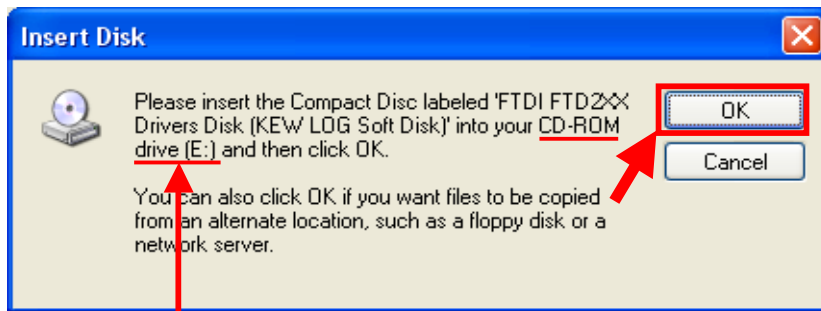 Insert Disk
Please insert the Compact Disc labeled 'FTDI FTD2XX
Drivers Disk (KEW LOG Soft Disk)' into your CD-ROM
drive (E:) and then click OK.
You can also click OK if you want files to be copied
from an alternate location, such as a floppy disk or a
network server.
OK
Cancel